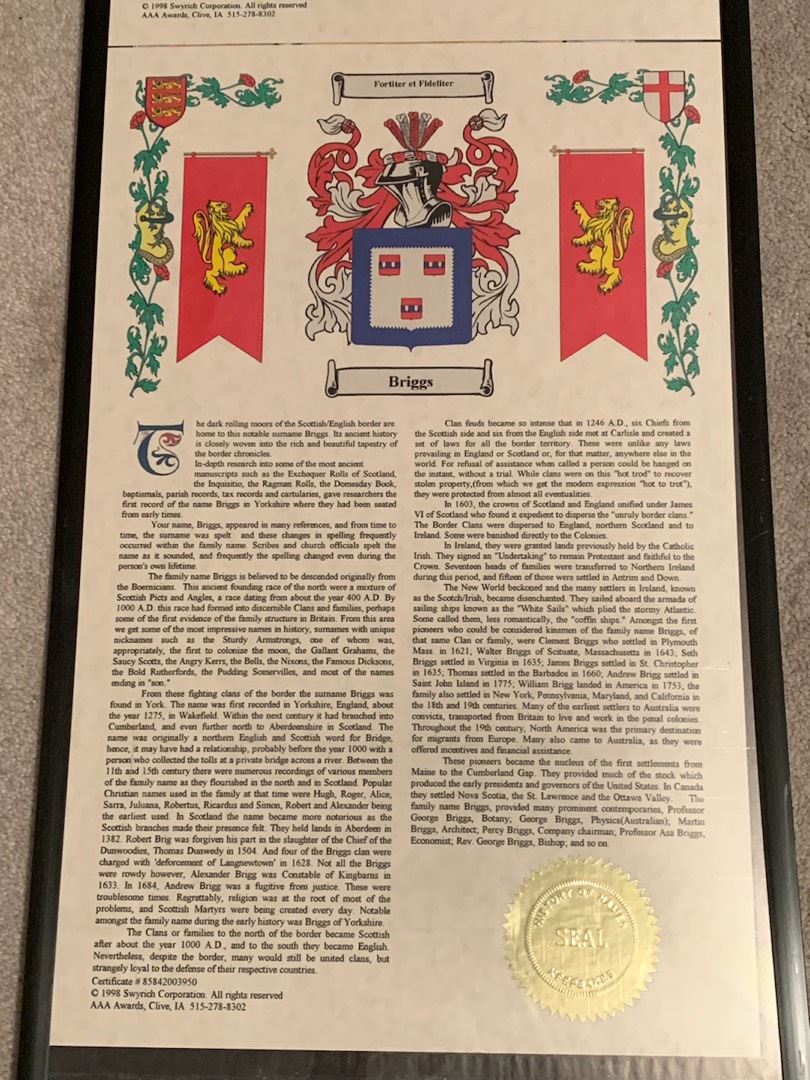 © 1998 Swyrich Corporation. All rights reserved
AAA Awards, Clive, IA 515-278-8302
Fortiter et Fideliter
Briggs
The dark rolling moors of the Scottish/English border are
home to this notable surname Briggs. Its ancient history
is closely woven into the rich and beautiful tapestry of
the border chronicles.
In-depth research into some of the most ancient
manuscripts such as the Exchequer Rolls of Scotland,
the Inquisitio, the Ragman Rolls, the Domesday Book,
baptismals, parish records, tax records and cartularies, gave researchers the
first record of the name Briggs in Yorkshire where they had been seated
from early times.
Your name, Briggs, appeared in many references, and from time to
time, the surname was spelt and these changes in spelling frequently
occurred within the family name. Scribes and church officials spelt the
name as it sounded, and frequently the spelling changed even during the
person's own lifetime.
The family name Briggs is believed to be descended originally from
the Boernicians. This ancient founding race of the north were a mixture of
Scottish Picts and Angles, a race dating from about the year 400 A.D. By
1000 A.D. this race had formed into discernible Clans and families, perhaps
some of the first evidence of the family structure in Britain. From this area
we get some of the most impressive names in history, surnames with unique
nicknames such as the Sturdy Armstrongs, one of whom was,
appropriately, the first to colonize the moon, the Gallant Grahams, the
Saucy Scotts, the Angry Kerrs, the Bells, the Nixons, the Famous Dicksons,
the Bold Rutherfords, the Pudding Somervilles, and most of the names
ending in "son."
From these fighting clans of the border the surname Briggs was
found in York. The name was first recorded in Yorkshire, England, about
the year 1275, in Wakefield. Within the next century it had branched into
Cumberland, and even further north to Aberdeenshire in Scotland. The
name was originally a northern English and Scottish Word for Bridge,
hence, it may have had a relationship, probably before the year 1000 with a
person who collected the tolls at a private bridge across a river. Between the
11th and 15th century there were numerous recordings of various members
of the family name as they flourished in the north and in Scotland. Popular
Christian names used in the family at that time were Hugh, Roger, Alice,
Sarra, Juluana, Robertus, Ricardus and Simon, Robert and Alexander being
the earliest used. In Scotland the name became more notorious as the
Scottish branches made their presence felt. They held lands in Aberdeen in
1382. Robert Brig was forgiven his part in the slaughter of the Chief of the
Dunwoodies, Thomas Dunwedy in 1504. And four of the Briggs clan were
charged with 'deforcement of Langnewtown' in 1628. Not all the Briggs
were rowdy however, Alexander Brigg was Constable of Kingbarns in
1633. In 1684, Andrew Brigg was a fugitive from justice. These were
troublesome times. Regrettably, religion was at the root of most of the
problems, and Scottish Martyrs were being created every day. Notable
amongst the family name during the early history was Briggs of Yorkshire.
The Clans or families to the north of the border became Scottish
after about the year 1000 A.D., and to the south they became English.
Nevertheless, despite the border, many would still be united clans, but
strangely loyal to the defense of their respective countries.
Certificate # 85842003950
© 1998 Swyrich Corporation. All rights reserved
AAA Awards, Clive, IA 515-278-8302
Clan feuds became so intense that in 1246 A.D., six Chiefs from
the Scottish side and six from the English side met at Carlisle and created a
set of laws for all the border territory. These were unlike any laws
prevailing in England or Scotland or, for that matter, anywhere else in the
world. For refusal of assistance when called a person could be hanged on
the instant, without a trial. While clans were on this "hot trod" to recover
stolen property,(from which we get the modern expression "hot to trot"),
they were protected from almost all eventualities.
In 1603, the crowns of Scotland and England unified under James
VI of Scotland who found it expedient to disperse the "unruly border clans."
The Border Clans were dispersed to England, northern Scotland and to
Ireland. Some were banished directly to the Colonies.
In Ireland, they were granted lands previously held by the Catholic
Irish. They signed an "Undertaking" to remain Protestant and faithful to the
Crown. Seventeen heads of families were transferred to Northern Ireland
during this period, and fifteen of those were settled in Antrim and Down.
The New World beckoned and the many settlers in Ireland, known
as the Scotch/Irish, became disenchanted. They sailed aboard the armada of
sailing ships known as the "White Sails" which plied the stormy Atlantic.
Some called them, less romantically, the "coffin ships." Amongst the first
pioneers who could be considered kinsmen of the family name Briggs, of
that same Clan or family, were Clement Briggs who settled in Plymouth
Mass. in 1621; Walter Briggs of Scituate, Massachusetts in 1643; Seth
Briggs settled in Virginia in 1635; James Briggs settled in St. Christopher
in 1635; Thomas settled in the Barbados in 1660; Andrew Brigg settled in
Saint John Island in 1775; William Brigg landed in America in 1753; the
family also settled in New York, Pennsylvania, Maryland, and California in
the 18th and 19th centuries. Many of the earliest settlers to Australia were
convicts, transported from Britain to live and work in the penal colonies.
Throughout the 19th century, North America was the primary destination
for migrants from Europe. Many also came to Australia, as they were
offered incentives and financial assistance.
These pioneers became the nucleus of the first settlements from
Maine to the Cumberland Gap. They provided much of the stock which
produced the early presidents and governors of the United States. In Canada
they settled Nova Scotia, the St. Lawrence and the Ottawa Valley. The
family name Briggs, provided many prominent contemporaries, Professor
George Briggs, Botany; George Briggs, Physics(Australian); Martin
Briggs, Architect; Percy Briggs, Company chairman; Professor Asa Briggs,
Economist; Rev. George Briggs, Bishop; and so on.
SEAL
KEEPSAKES